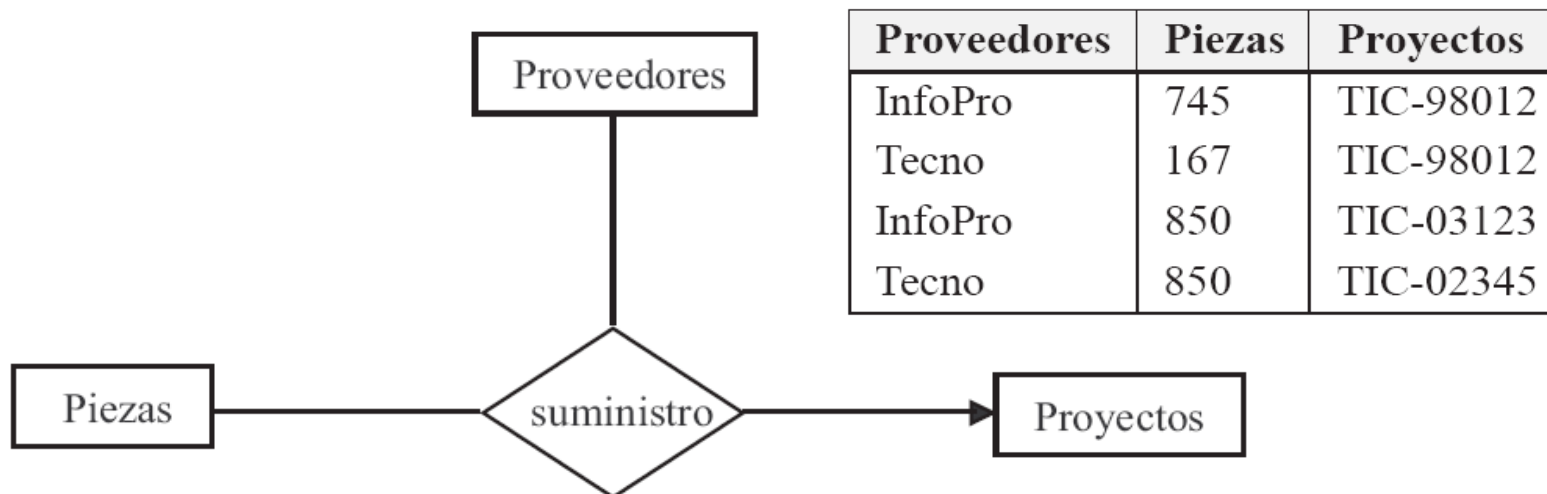 Proveedores
Piezas
suministro
Proyectos
Proveedores Piezas Proyectos
InfoPro 745 TIC-98012
Tecno 167 TIC-98012
InfoPro 850 TIC-03123
Tecno 850 TIC-02345